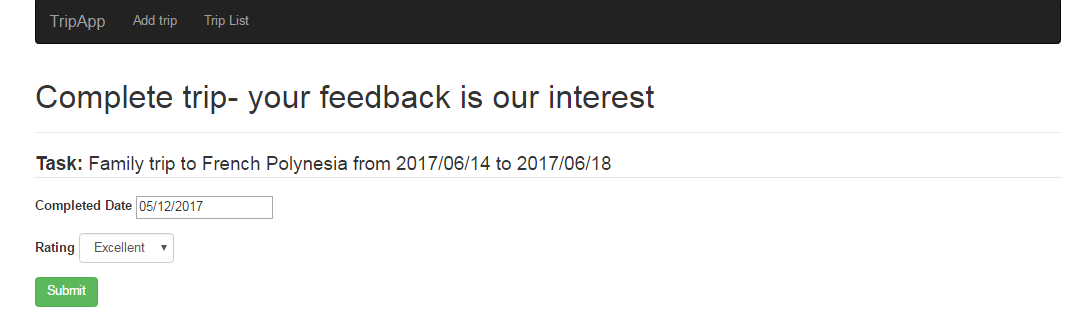 TripApp Add trip Trip List
Complete trip- your feedback is our interest
Task: Family trip to French Polynesia from 2017/06/14 to 2017/06/18
Completed Date 05/12/2017
Rating Excellent
Submit